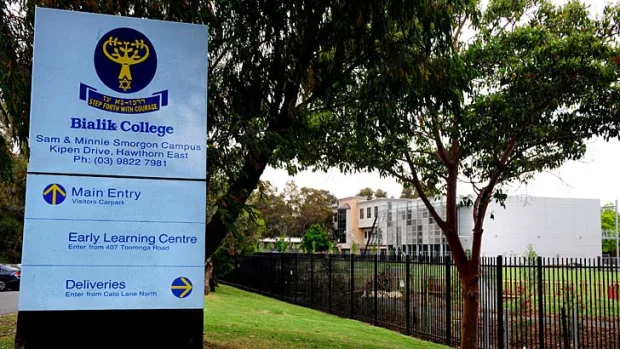 STEP FORTH WITH COURAGE
Bialik College
Sam & Minnie Smorgon Campus
Kipen Drive, Hawthorn East
Ph: (03) 9822 7981
Main Entry
Visitors Carpark
Early Learning Centre
Enter from 407 Tooronga Road
Deliveries
Enter from Cato Lane North